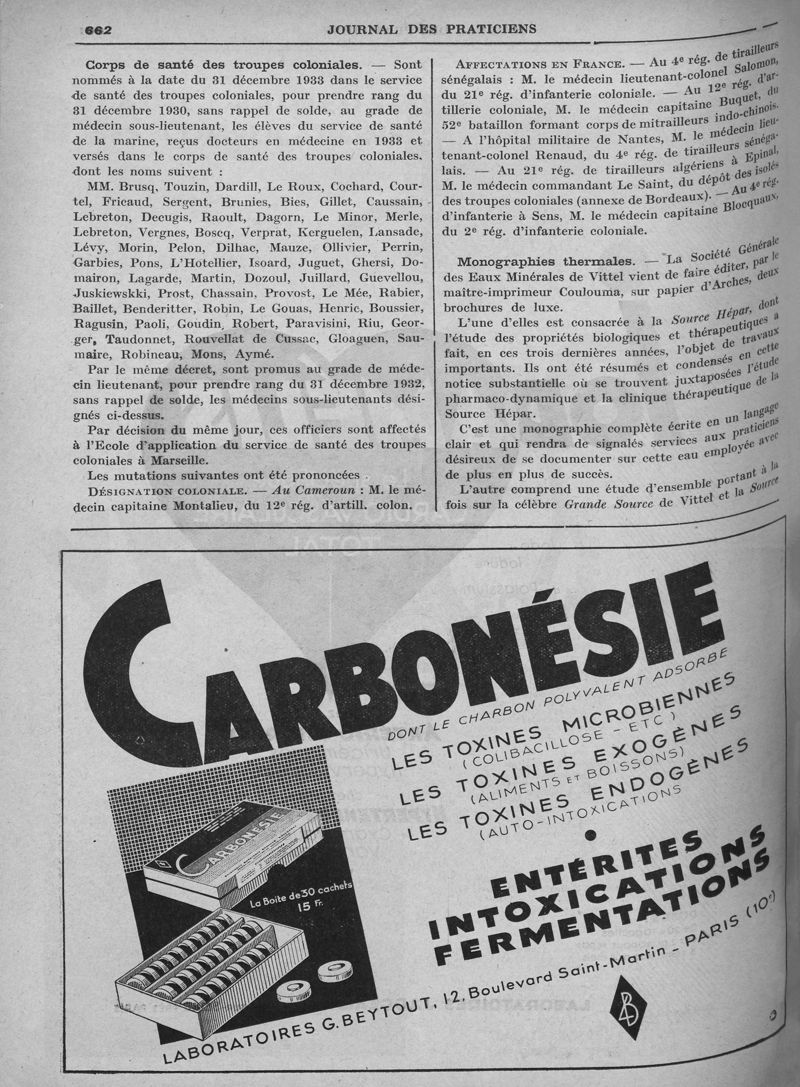 662
JOURNAL DES PRATICIENS
Corps de santé des troupes coloniales. — Sont
nommés à la date du 31 décembre 1933 dans le service
de santé des troupes coloniales, pour prendre rang du
31 décembre 1930, sans rappel de solde, au grade de
médecin sous-lieutenant, les élèves du service de santé
de la marine, reçus docteurs en médecine en 1933 et
versés dans le corps de santé des troupes coloniales,
dont les noms suivent :
MM. Brusq, Touzin, Dardill, Le Roux, Cochard, Cour-
tel, Fricaud, Sergent, Brunies, Bies, Gillet, Caussain,
Lebreton, Decugis, Raoult, Dagorn, Le Minor, Merle,
Lebreton, Vergnes, Boscq, Verprat, Kerguelen, Lansade,
Lévy, Morin, Pelon, Dilhac, Mauze, Ollivier, Perrin,
Garbies, Pons, L'Hotellier, Isoard, Juguet, Ghersi, Do-
mairon, Lagarde, Martin, Dozoul, Juillard, Guevellou,
Juskiewskki, Prost, Chassain, Provost, Le Mée, Rabier,
Baillet, Benderitter, Robin, Le Gouas, Henric, Boussier,
Ragusin, Paoli, Goudin, Robert, Paravisini, Riu, Geor-
ger, Taudonnet, Rouvellat de Cussac, Gloaguen, Sau-
maire, Robineau, Mons, Aymé.
Par le même décret, sont promus au grade de méde-
cin lieutenant, pour prendre rang du 31 décembre 1932,
sans rappel de solde, les médecins sous-lieutenants dési-
gnés ci-dessus.
Par décision du même jour, ces officiers sont affectés
à l'Ecole d'application du service de santé des troupes
coloniales à Marseille.
Les mutations suivantes ont été prononcées .
DÉSIGNATION COLONIALE. — Au Cameroun : M. le mé-
decin capitaine Montalieu, du 12e rég. d'artill. colon.
AFFECTATIONS EN FRANCE. — Au 4e rég. de tirailleurs
sénégalais : M. le médecin lieutenant-colonel Salomon,
du 21e rég. d'infanterie coloniale. — Au 12e rég. d'ar-
tillerie coloniale, M. le médecin capitaine Buquet, du
52e bataillon formant corps de mitrailleurs indo-chinois.
— A l'hôpital militaire de Nantes, M. le médecin lieu-
tenant-colonel Renaud, du 4e rég. de tirailleurs sénéga-
lais. — Au 21e rég. de tirailleurs algériens à Epinal,
M. le médecin commandant Le Saint, du dépôt des isolés
des troupes coloniales (annexe de Bordeaux). — Au 4e rég.
d'infanterie à Sens, M. le médecin capitaine Blocquaux,
du 2e rég. d'infanterie coloniale.
Monographies thermales. — La Société Générale
des Eaux Minérales de Vittel vient de faire éditer, par le
maître-imprimeur Coulouma, sur papier d'Arches, deux
brochures de luxe.
L'une d'elles est consacrée à la Source Hépar, dont
l'étude des propriétés biologiques et thérapeutiques a
fait, en ces trois dernières années, l'objet de travaux
importants. Ils ont été résumés et condensés en cette
notice substantielle où se trouvent juxtaposées l'étude
pharmaco-dynamique et la clinique thérapeutique de la
Source Hépar.
C'est une monographie complète écrite en un langage
clair et qui rendra de signalés services aux praticiens
désireux de se documenter sur cette eau employée avec
de plus en plus de succès.
L'autre comprend une étude d'ensemble portant à la
fois sur la célèbre Grande Source de Vittel et la Source
CARBONÉSIE
DONT LE CHARBON POLYVALENT ADSORBE
LES TOXINES MICROBIENNES
(COLIBACILLOSE - ETC)
LES TOXINES EXOGÈNES
(ALIMENTS ET BOISSONS)
LES TOXINES ENDOGÈNES
(AUTO-INTOXICATIONS
CARBONÉSIE
La Boite de 30 cachets
15 Fr.
ENTÉRITES
INTOXICATIONS
FERMENTATIONS
LABORATOIRES G. BEYTOUT, 12, Boulevard Saint-Martin - PARIS (10e)